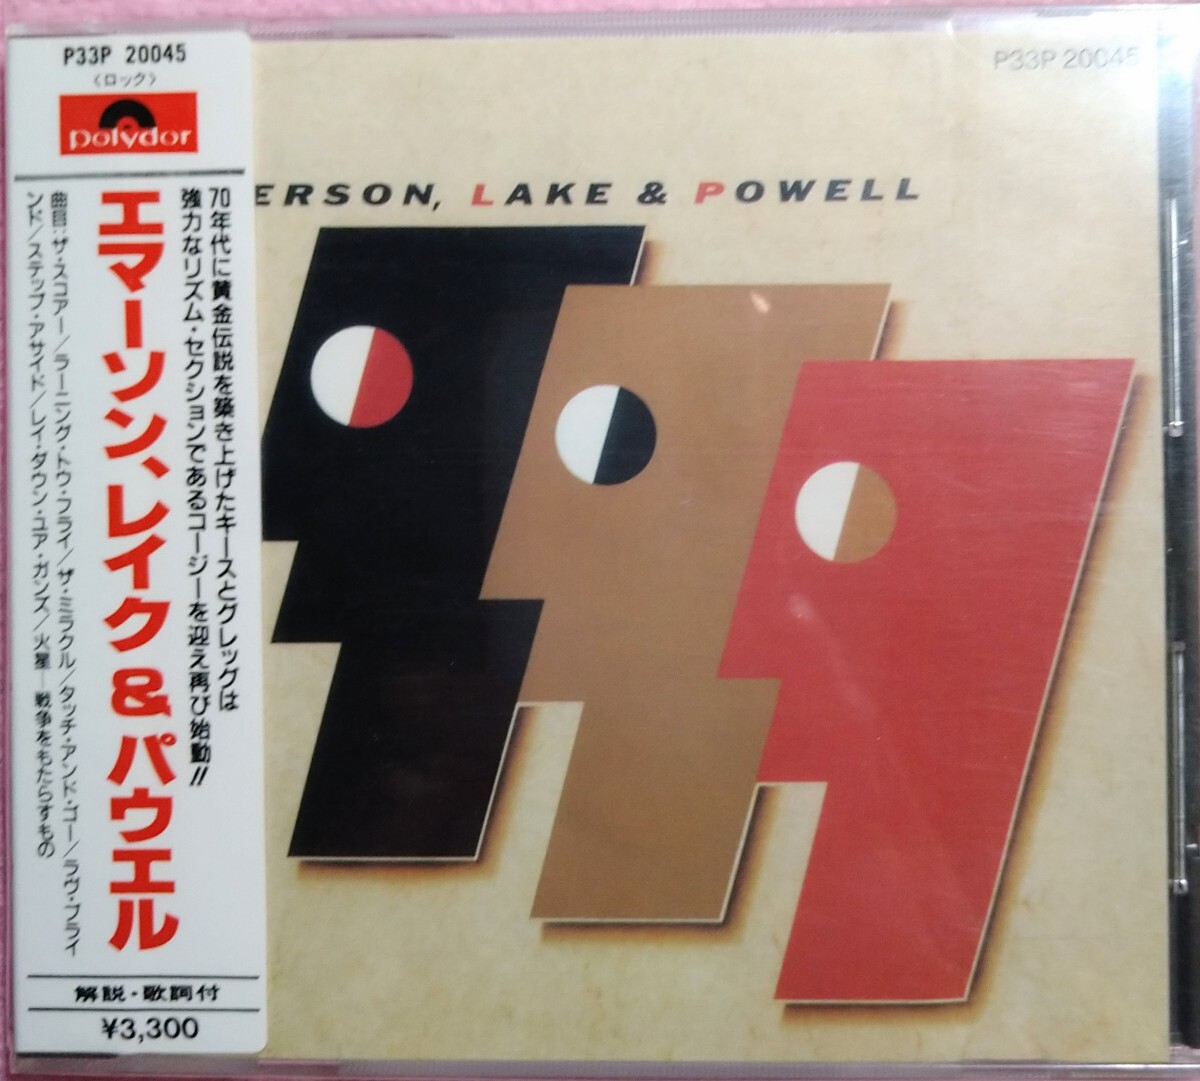 P33P 20045
〈ロック〉
polydor
70年代に黄金伝説を築き上げたキースとグレッグは
強力なリズム・セクションであるコージーを迎え再び始動!!
エマーソン、レイク&パウエル
曲目:ザ・スコアー/ラーニング・トウ・フライ/ザ・ミラクル/タッチ・アンド・ゴー/ラヴ・ブライ
ンド/ステップ・アサイド/レイ・ダウン・ユア・ガンズ/火星─戦争をもたらすもの
解説・歌詞付
¥3,300
P33P 20045
ERSON, LAKE & POWELL